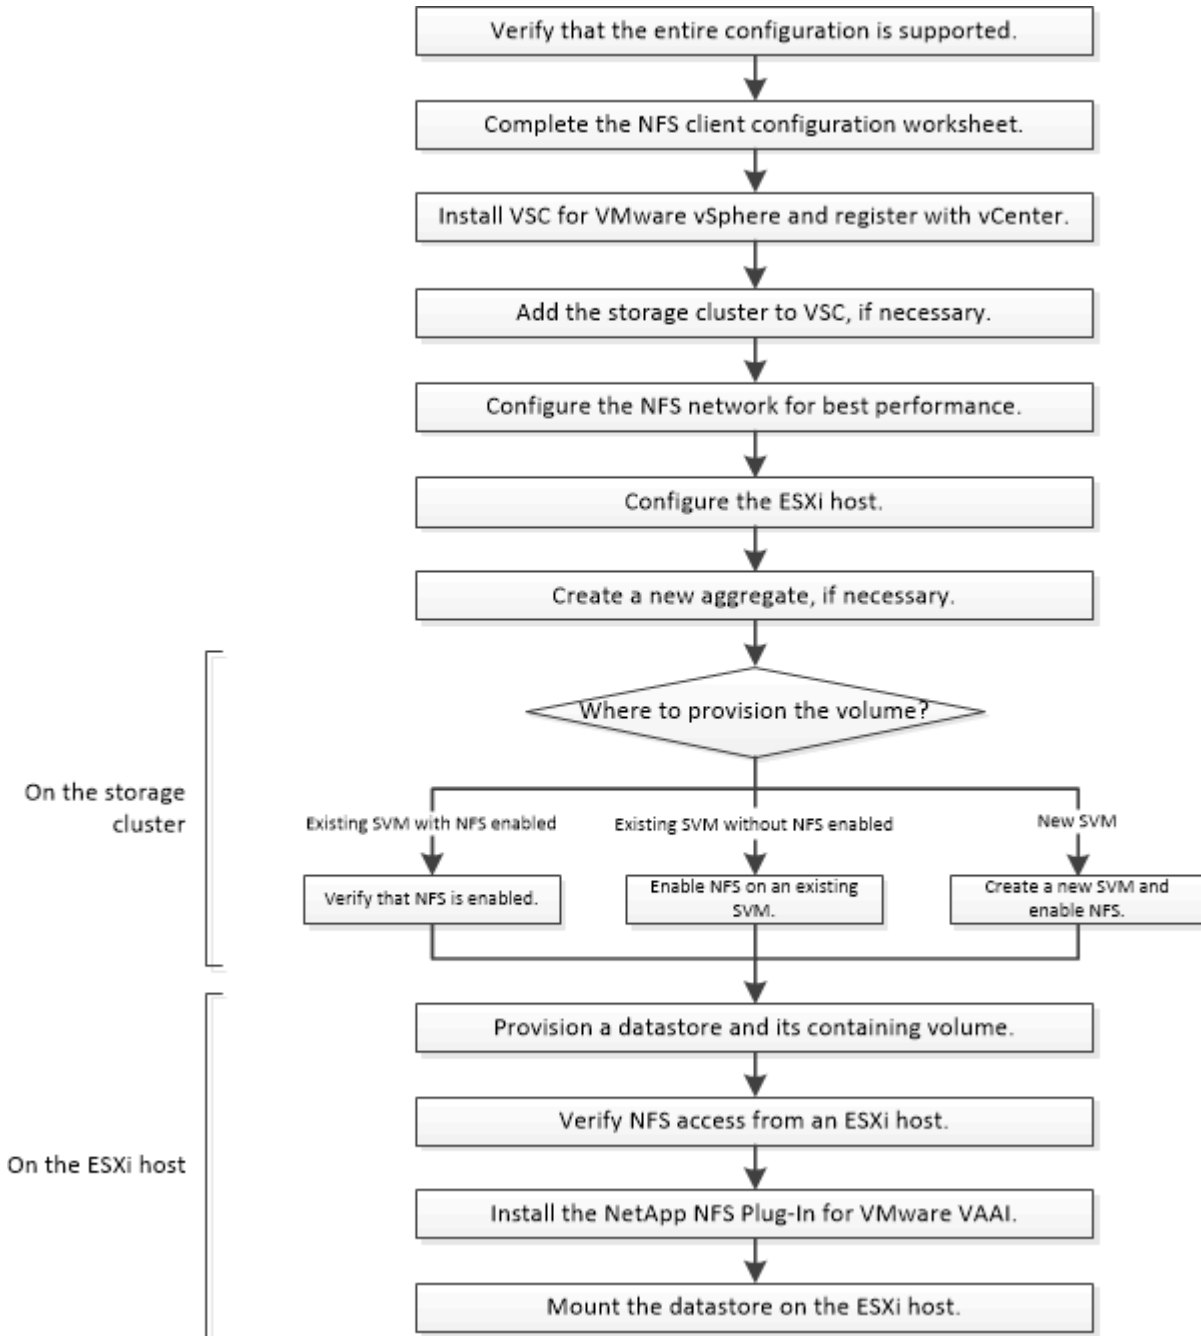 Verify that the entire configuration is supported.
Complete the NFS client configuration worksheet.
Install VSC for VMware vSphere and register with vCenter.
Add the storage cluster to VSC, if necessary.
Configure the NFS network for best performance.
Configure the ESXi host.
Create a new aggregate, if necessary.
Where to provision the volume?
On the storage
cluster
Existing SVM with NFS enabled
Existing SVM without NFS enabled
New SVM
Verify that NFS is enabled.
Enable NFS on an existing
SVM.
Create a new SVM and
enable NFS.
Provision a datastore and its containing volume.
Verify NFS access from an ESXi host.
On the ESXi host
Install the NetApp NFS Plug-In for VMware VAAI.
Mount the datastore on the ESXi host.